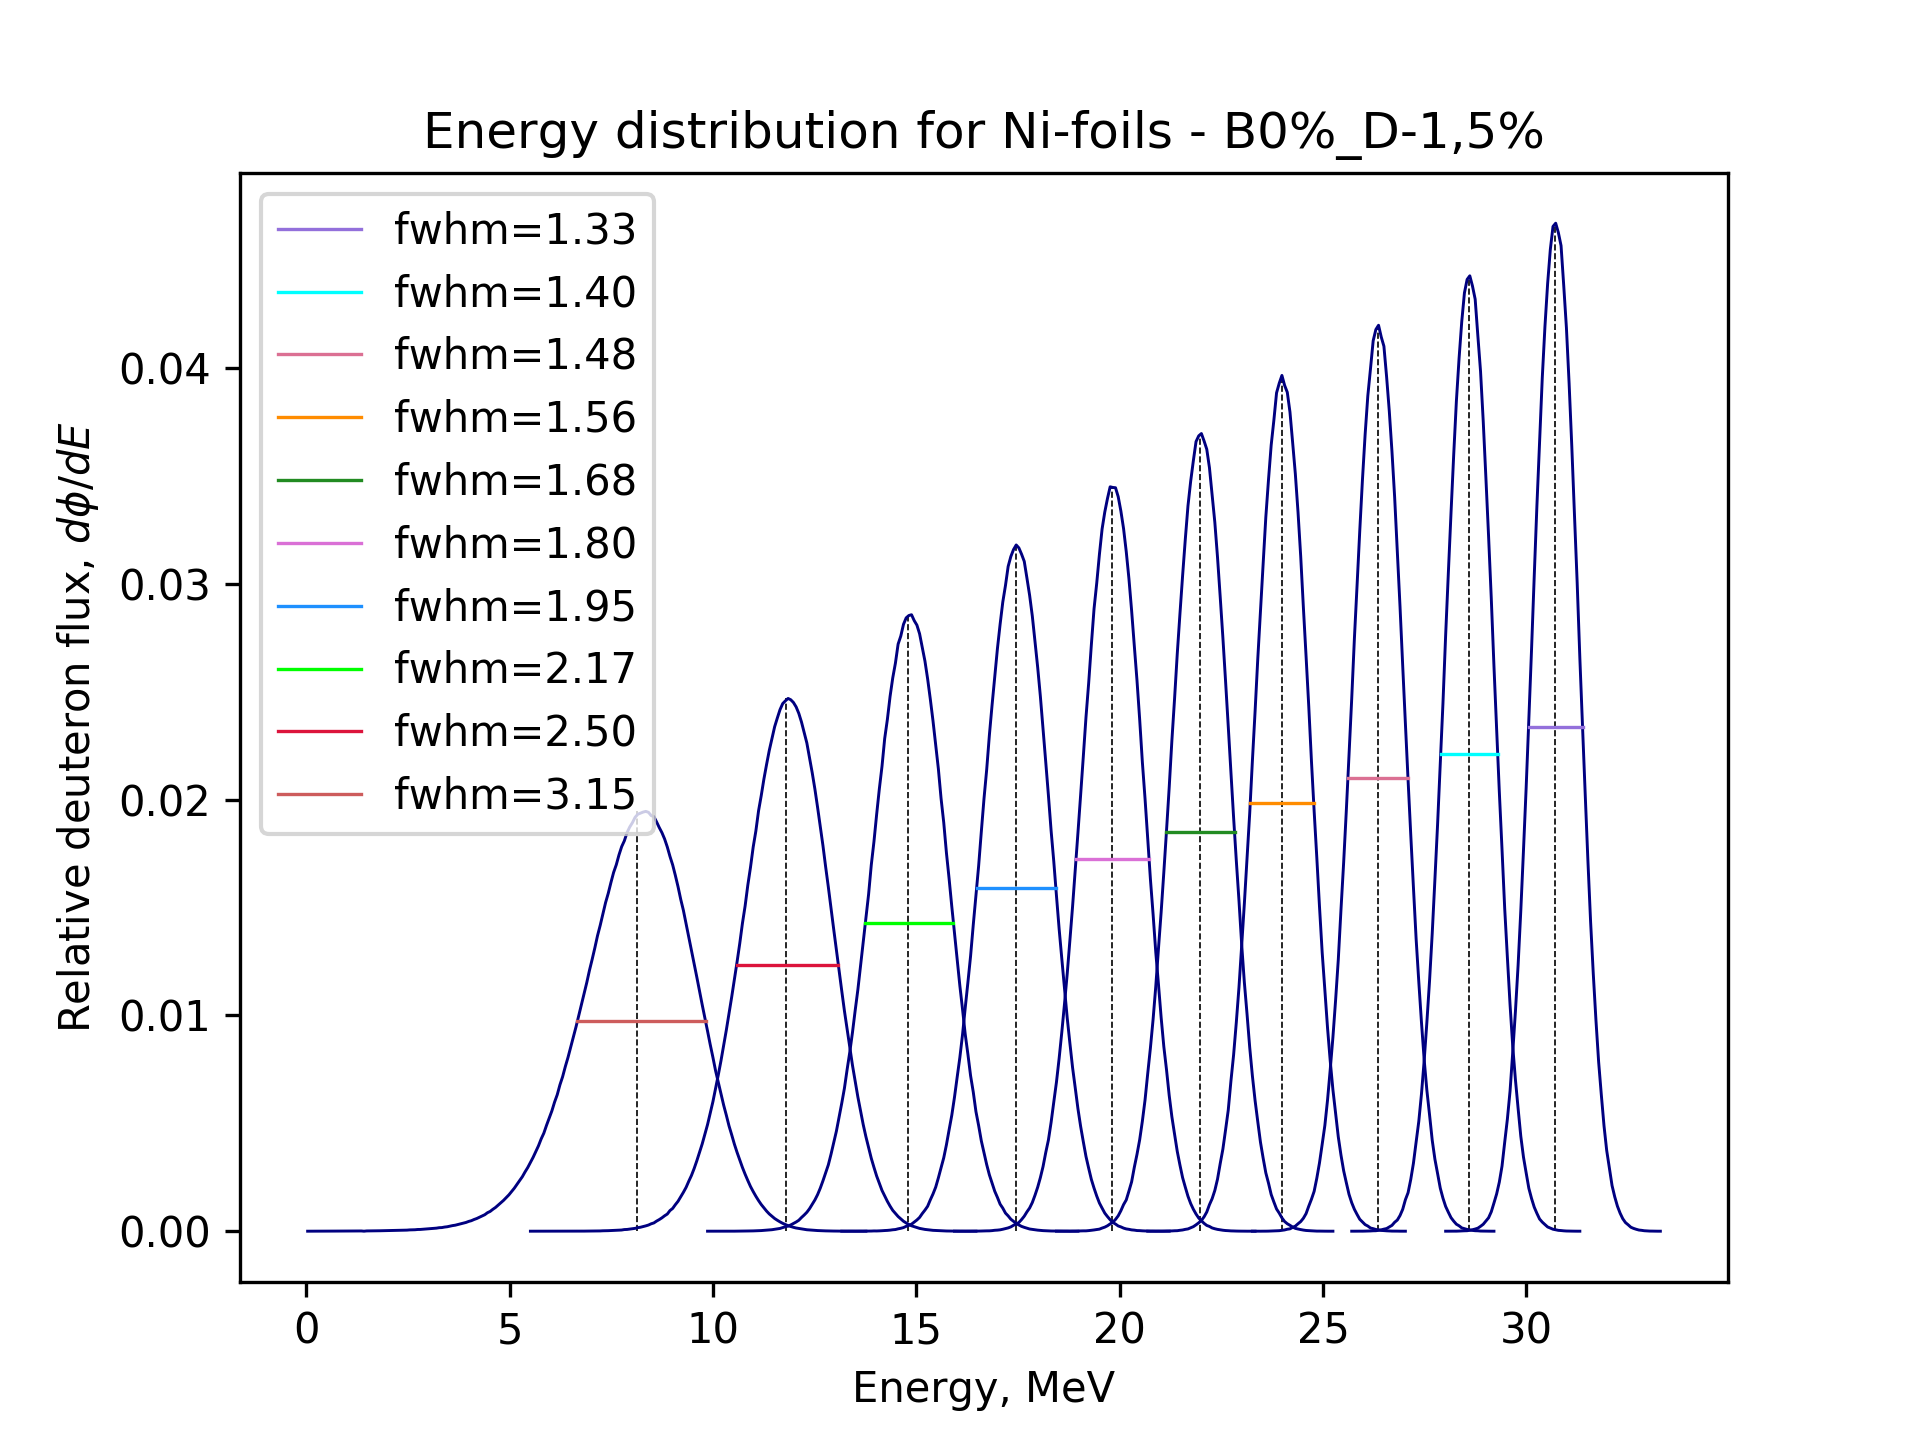 Energy distribution for Ni-foils - B0%_D-1,5%
fwhm=1.33
fwhm=1.40
fwhm=1.48
fwhm=1.56
fwhm=1.68
fwhm=1.80
fwhm=1.95
fwhm=2.17
fwhm=2.50
fwhm=3.15
Relative deuteron flux, dϕ/dE
0.04
0.03
0.02
0.01
0.00
0 5 10 15 20 25 30
Energy, MeV